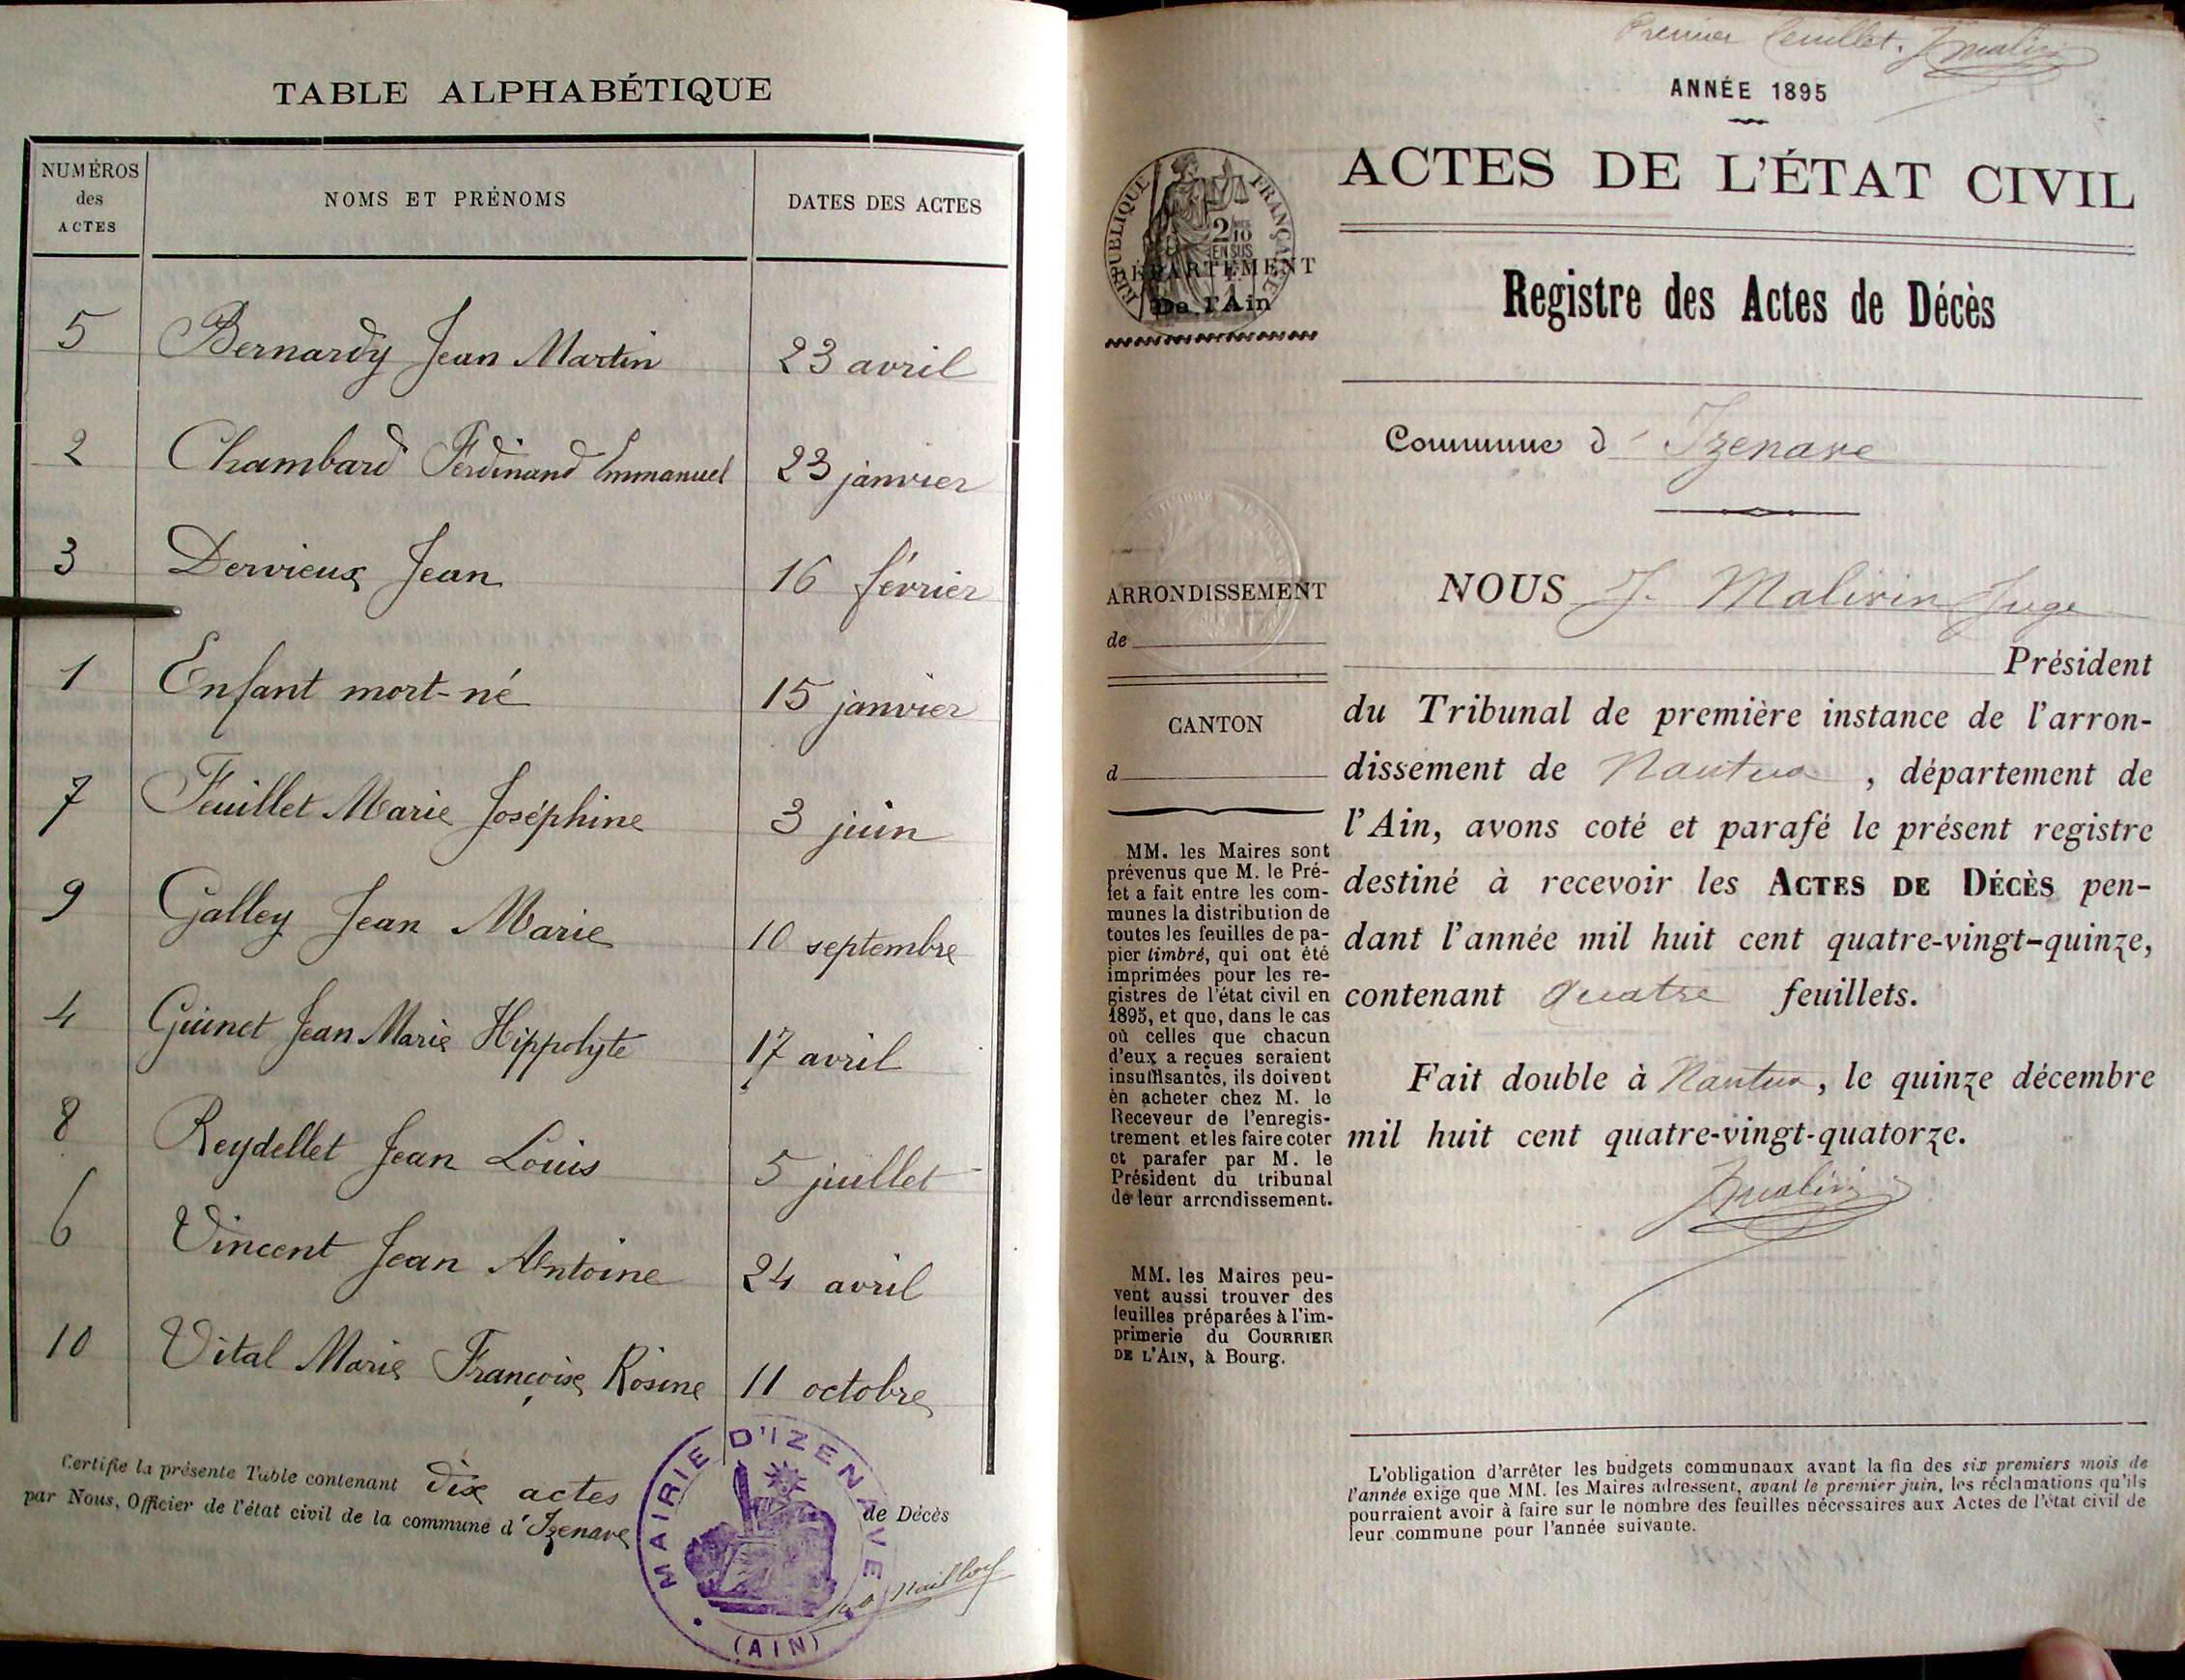 TABLE ALPHABÉTIQUE
NUMÉROS
des
ACTES
NOMS ET PRÉNOMS
DATES DES ACTES
5 Bernardy Jean Martin 23 avril
2 Chambard Ferdinand Emmanuel 23 janvier
3 Dervieux Jean 16 février
1 Enfant mort-né 15 janvier
7 Feuillet Marie Joséphine 3 juin
9 Galley Jean Marie 10 septembre
4 Guinet Jean Marie Hippolyte 17 avril
8 Reydellet Jean Louis 5 juillet
6 Vincent Jean Antoine 24 avril
10 Vital Marie Françoise Rosine 11 octobre
Certifié la présente Table contenant dix actes de Décès
par Nous, Officier de l'état civil de la commune d'Izenave
MAIRIE D'IZENAVE
(AIN)
Premier feuillet.
ANNÉE 1895
ACTES DE L'ÉTAT CIVIL
RÉPUBLIQUE FRANÇAISE
2/10
EN SUS
DÉPARTEMENT
De l'Ain
Registre des Actes de Décès
Commune d'Izenave
ARRONDISSEMENT
de
CANTON
d
MM. les Maires sont
prévenus que M. le Pré-
fet a fait entre les com-
munes la distribution de
toutes les feuilles de pa-
pier timbré, qui ont été
imprimées pour les re-
gistres de l'état civil en
1895, et que, dans le cas
où celles que chacun
d'eux a reçues seraient
insuffisantes, ils doivent
en acheter chez M. le
Receveur de l'enregis-
trement et les faire coter
et parafer par M. le
Président du tribunal
de leur arrondissement.
MM. les Maires peu-
vent aussi trouver des
feuilles préparées à l'im-
primerie du COURRIER
DE L'AIN, à Bourg.
NOUS J. Malivin Juge
Président
du Tribunal de première instance de l'arron-
dissement de Nantua, département de
l'Ain, avons coté et parafé le présent registre
destiné à recevoir les ACTES DE DÉCÈS pen-
dant l'année mil huit cent quatre-vingt-quinze,
contenant quatre feuillets.
Fait double à Nantua, le quinze décembre
mil huit cent quatre-vingt-quatorze.
L'obligation d'arrêter les budgets communaux avant la fin des six premiers mois de
l'année exige que MM. les Maires adressent, avant le premier juin, les réclamations qu'ils
pourraient avoir à faire sur le nombre des feuilles nécessaires aux Actes de l'état civil de
leur commune pour l'année suivante.